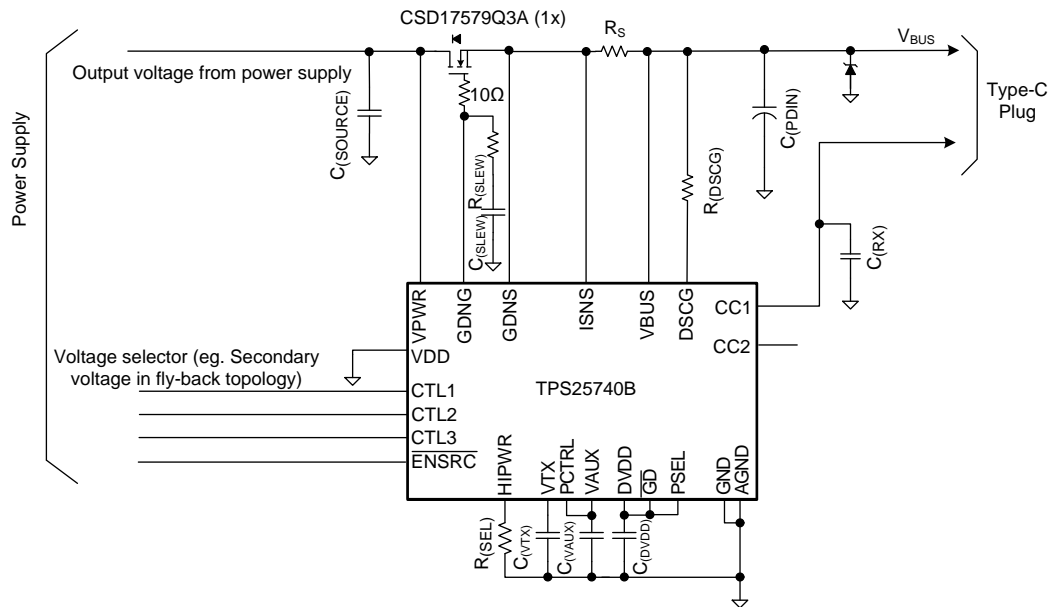 CSD17579Q3A (1x)
RS
VBUS
Output voltage from power supply
10Ω
Type-C
Plug
C(SOURCE)
R(SLEW)
C(SLEW)
R(DSCG)
C(PDIN)
C(RX)
Power Supply
VPWR
GDNG
GDNS
ISNS
VBUS
DSCG
CC1
CC2
VDD
Voltage selector (eg. Secondary
voltage in fly-back topology)
CTL1
CTL2
CTL3
ENSRC
TPS25740B
HIPWR
VTX
PCTRL
VAUX
DVDD
GD
PSEL
GND
AGND
R(SEL)
C(VTX)
C(VAUX)
C(DVDD)